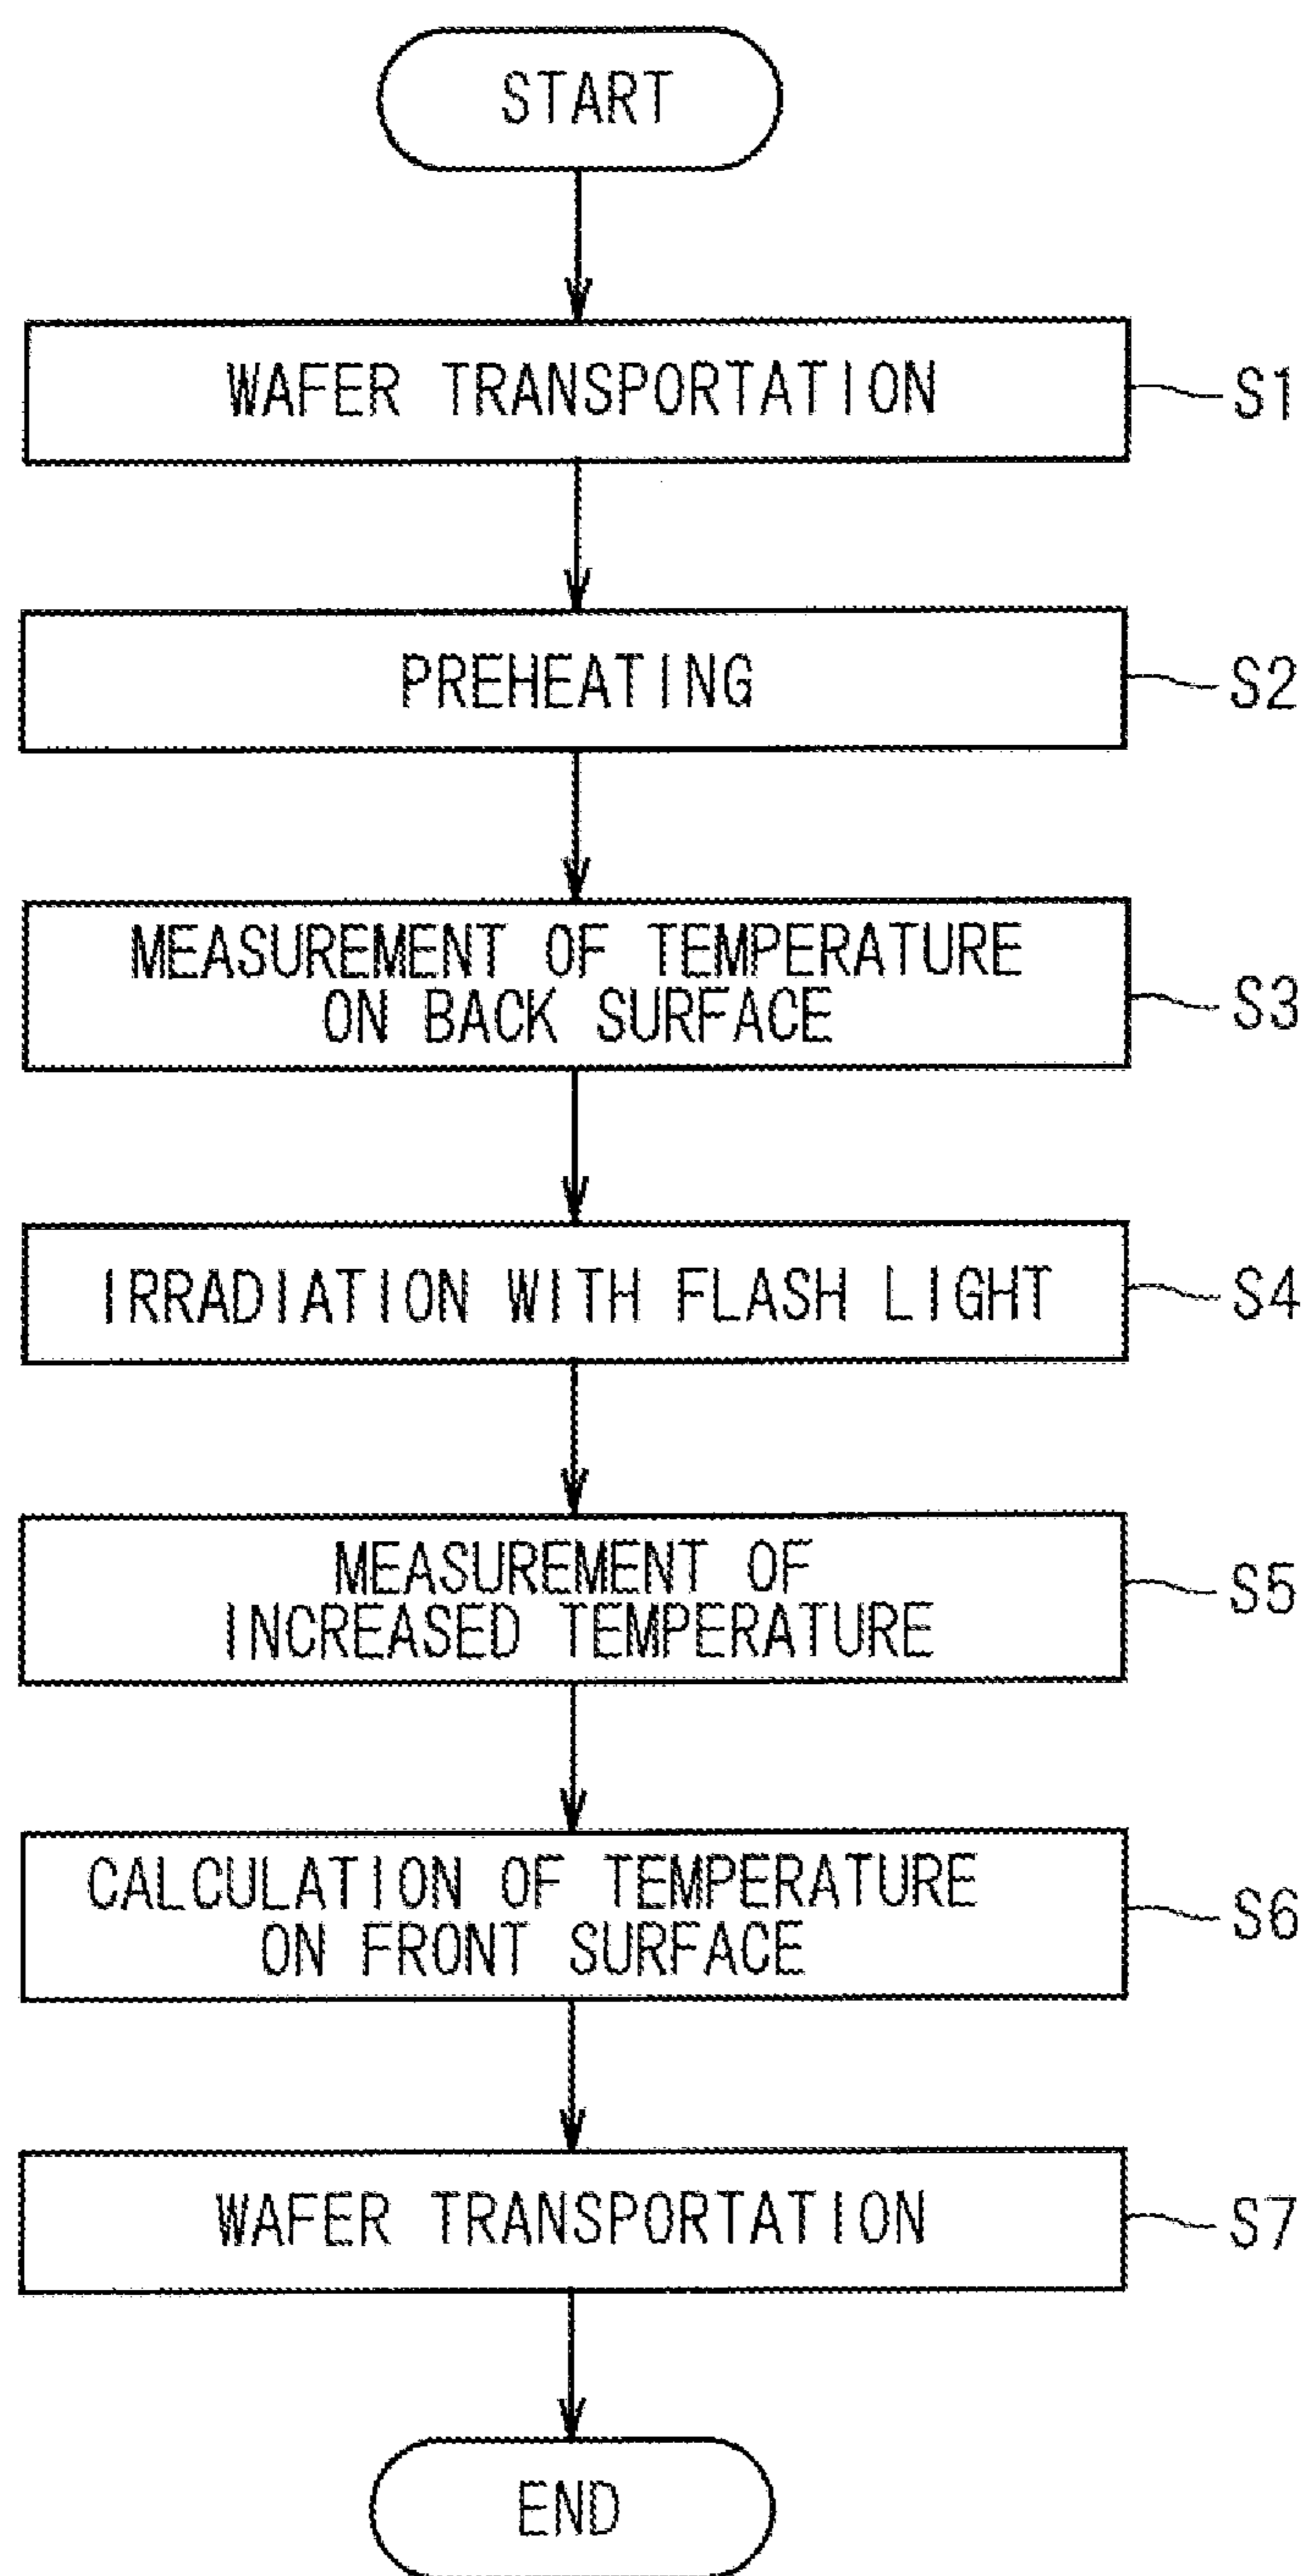 START
WAFER TRANSPORTATION
S1
PREHEATING
S2
MEASUREMENT OF TEMPERATURE
ON BACK SURFACE
S3
IRRADIATION WITH FLASH LIGHT
S4
MEASUREMENT OF
INCREASED TEMPERATURE
S5
CALCULATION OF TEMPERATURE
ON FRONT SURFACE
S6
WAFER TRANSPORTATION
S7
END